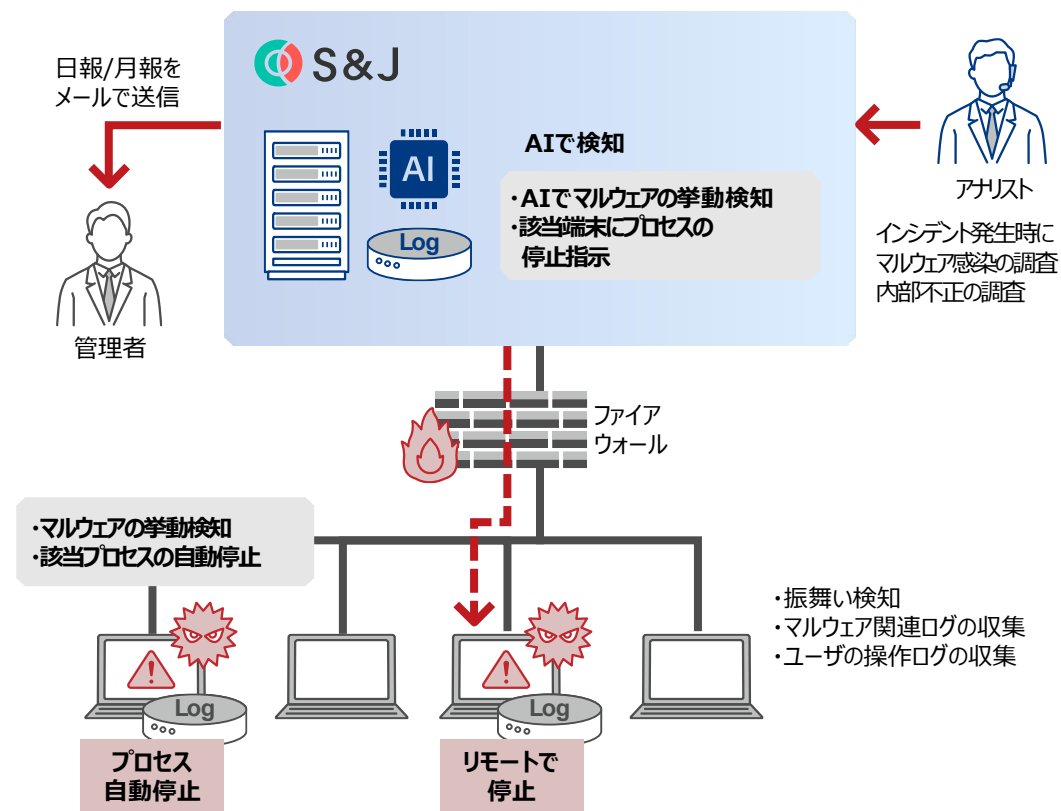 日報/月報を
メールで送信
管理者
S&J
AI
Log
AIで検知
・AIでマルウェアの挙動検知
・該当端末にプロセスの
停止指示
アナリスト
インシデント発生時に
マルウェア感染の調査
内部不正の調査
ファイア
ウォール
・マルウェアの挙動検知
・該当プロセスの自動停止
・振舞い検知
・マルウェア関連ログの収集
・ユーザの操作ログの収集
Log
プロセス
自動停止
Log
リモートで
停止